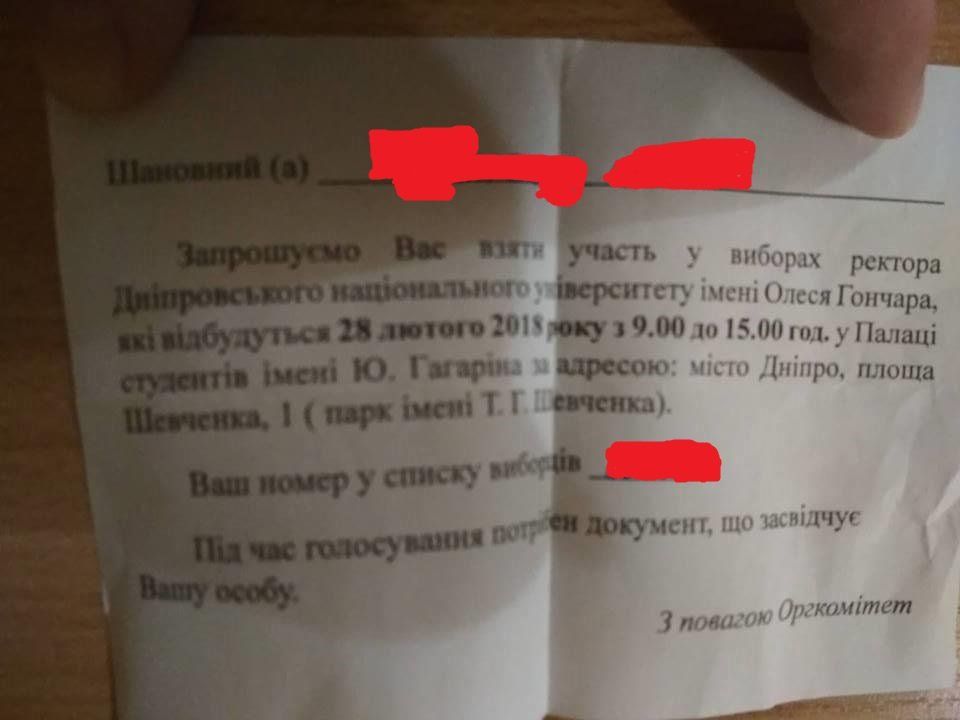 Шановний (а)
Запрошуємо Вас взяти участь у виборах ректора
Дніпровського національного університету імені Олеся Гончара,
які відбудуться 28 лютого 2018 року з 9.00 до 15.00 год. у Палаці
студентів імені Ю. Гагаріна за адресою: місто Дніпро, площа
Шевченка, 1 ( парк імені Т. Г. Шевченка).
Ваш номер у списку виборців
Під час голосування потрібен документ, що засвідчує
Вашу особу.
З повагою Оргкомітет